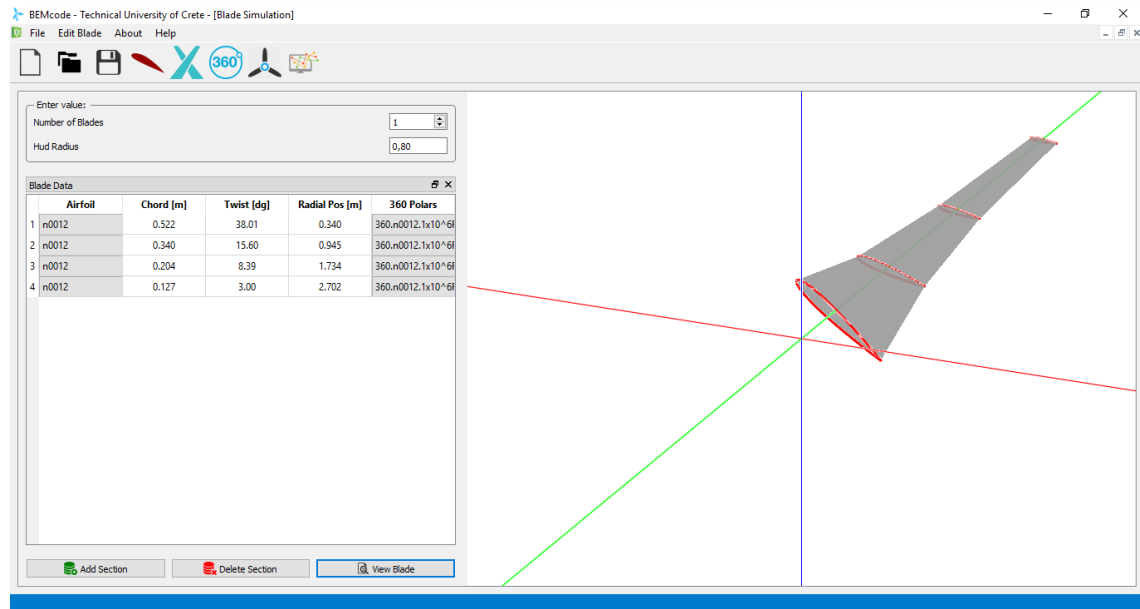 BEMcode - Technical University of Crete - [Blade Simulation]
File Edit Blade About Help
360°
Enter value:
Number of Blades 1
Hud Radius 0,80
Blade Data
Airfoil Chord [m] Twist [dg] Radial Pos [m] 360 Polars
1 n0012 0.522 38.01 0.340 360.n0012.1x10^6
2 n0012 0.340 15.60 0.945 360.n0012.1x10^6
3 n0012 0.204 8.39 1.734 360.n0012.1x10^6
4 n0012 0.127 3.00 2.702 360.n0012.1x10^6
Add Section Delete Section View Blade